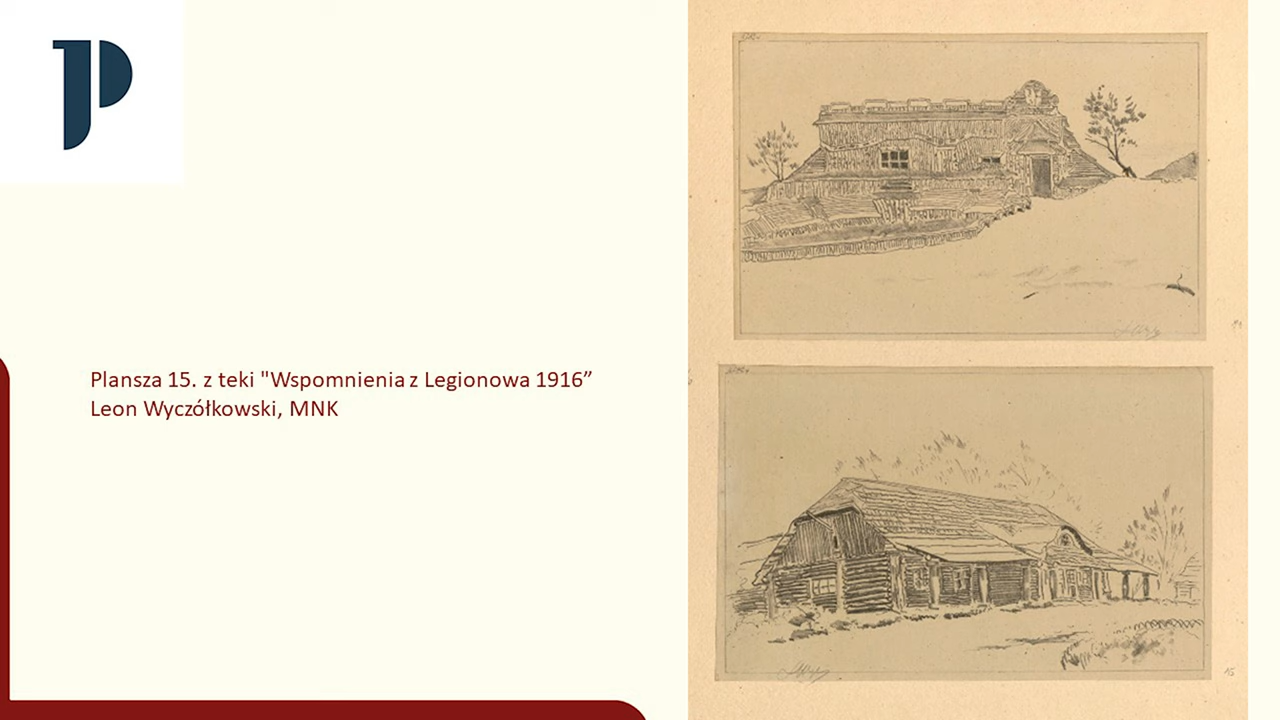 Plansza 15. z teki "Wspomnienia z Legionowa 1916”
Leon Wyczółkowski, MNK